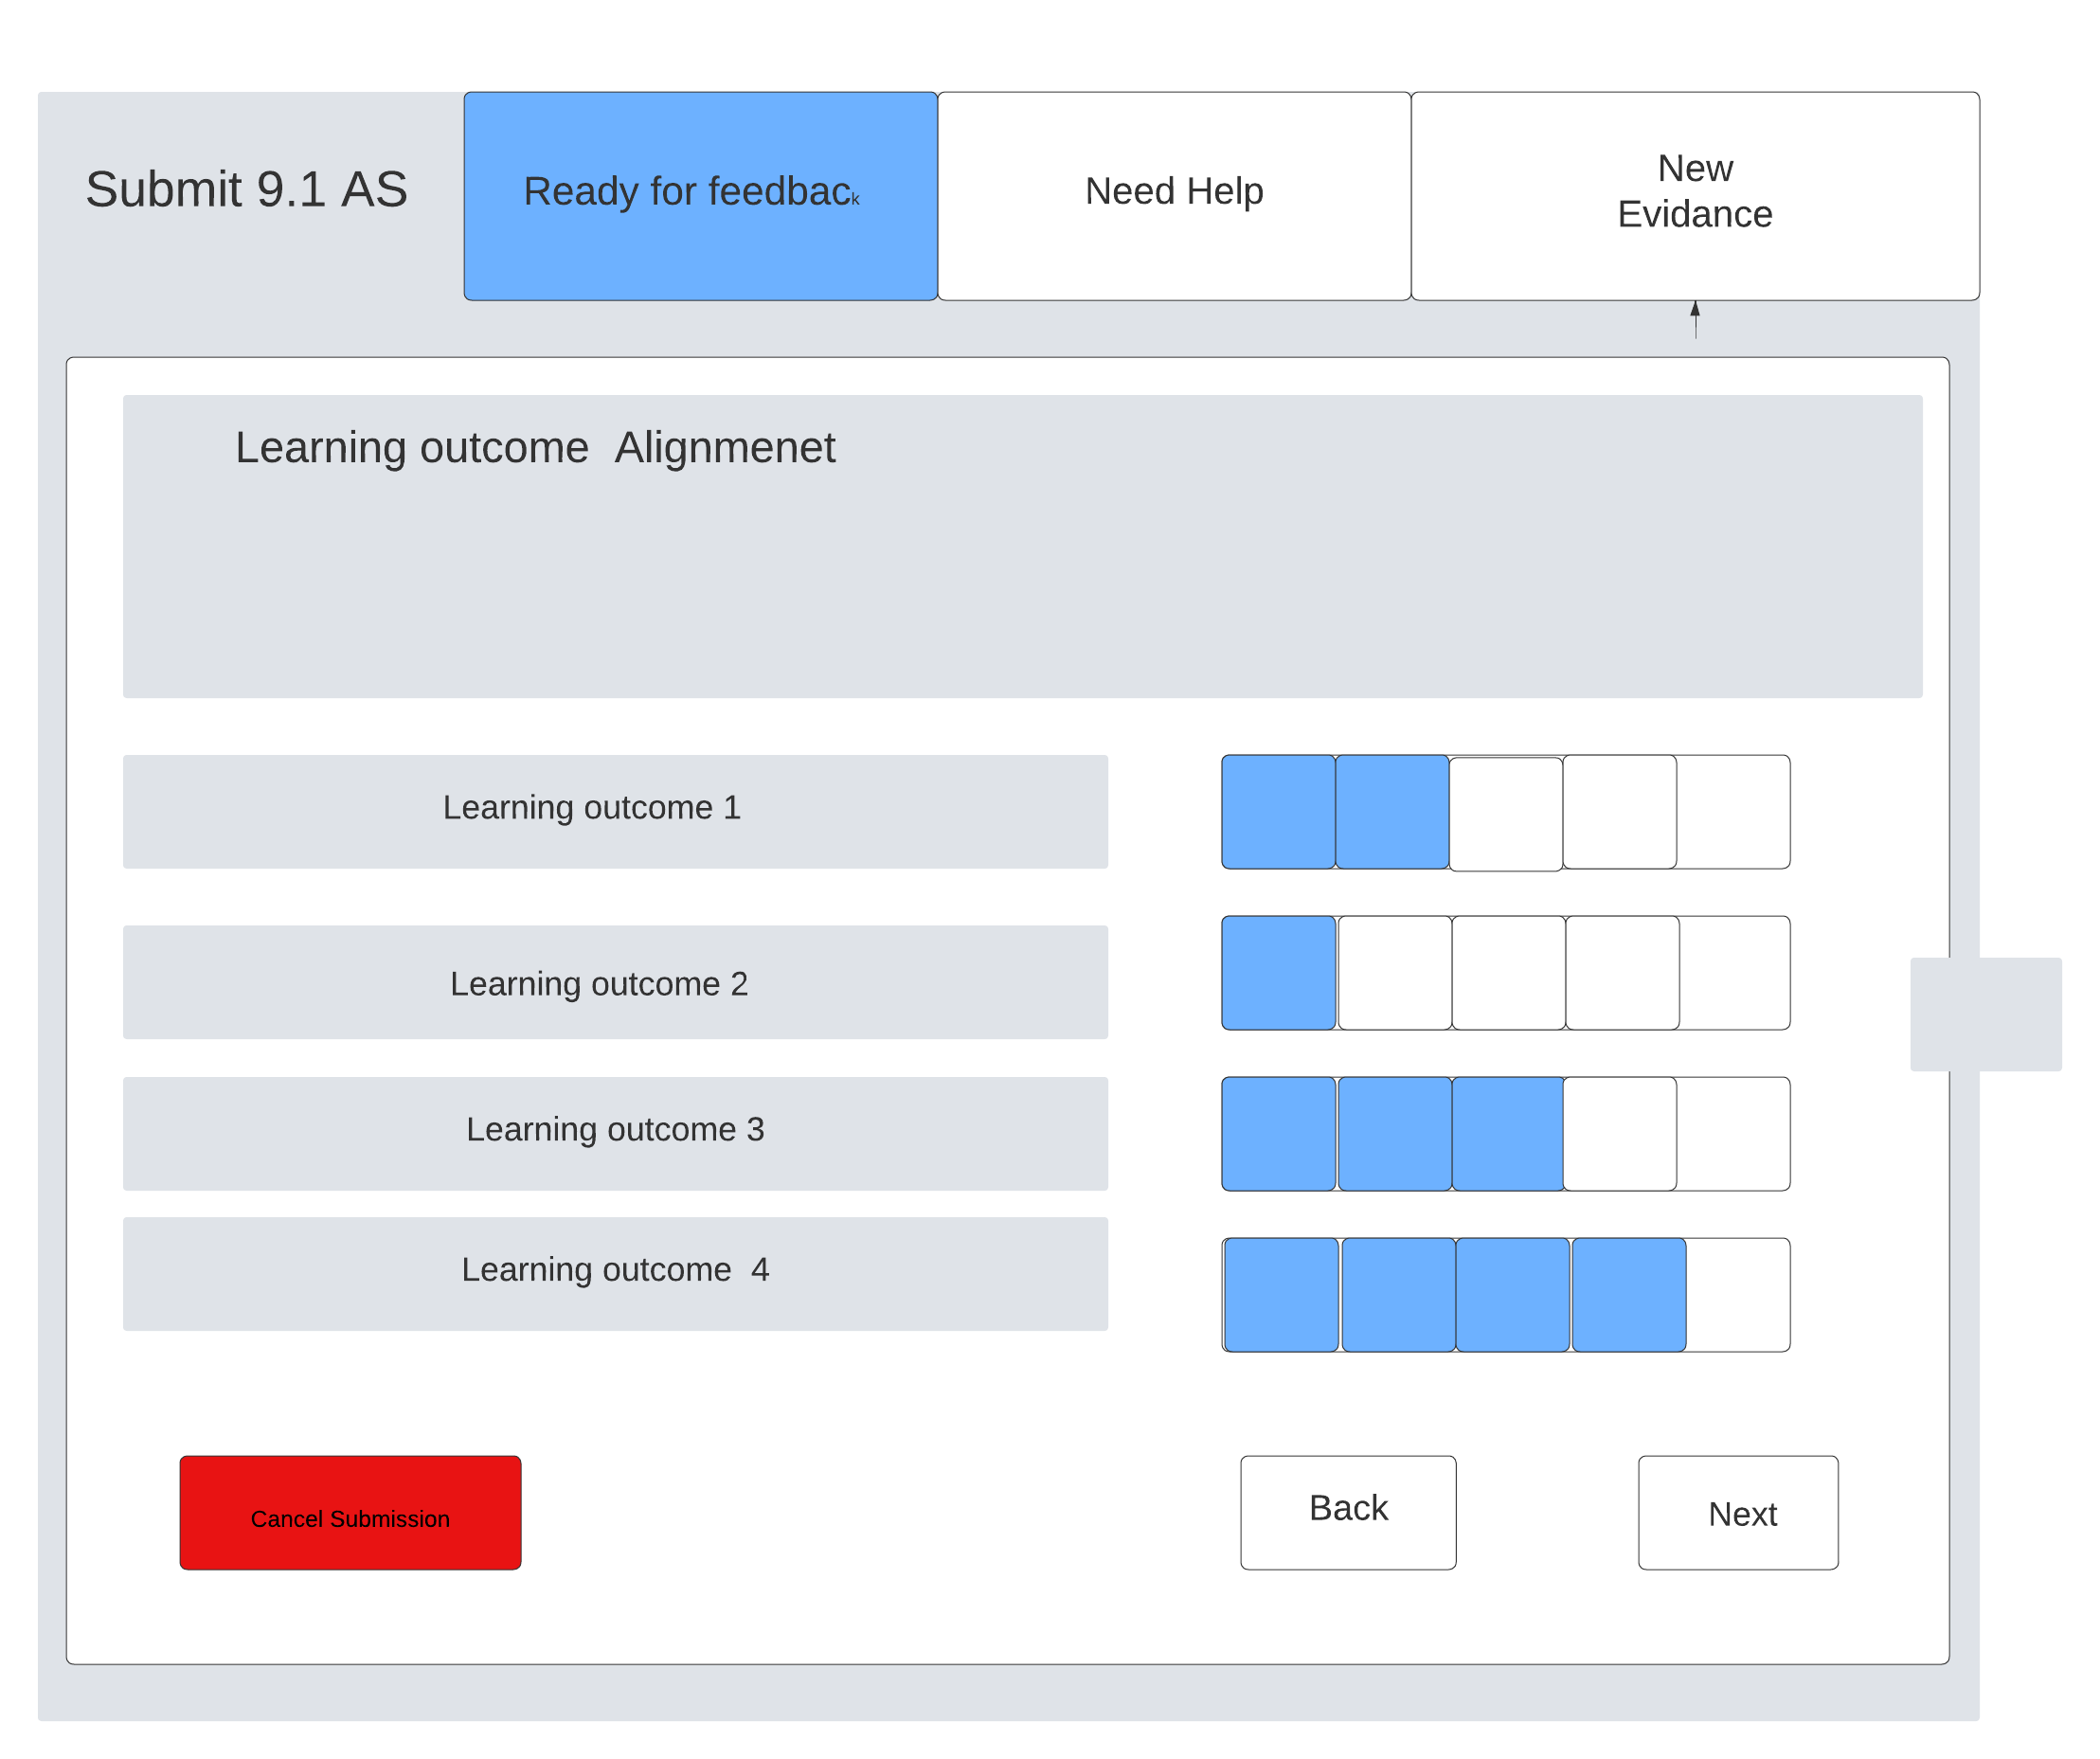 Submit 9.1 AS
Ready for feedback
Need Help
New
Evidance
Learning outcome  Alignmenet
Learning outcome 1
Learning outcome 2
Learning outcome 3
Learning outcome  4
Cancel Submission
Back
Next